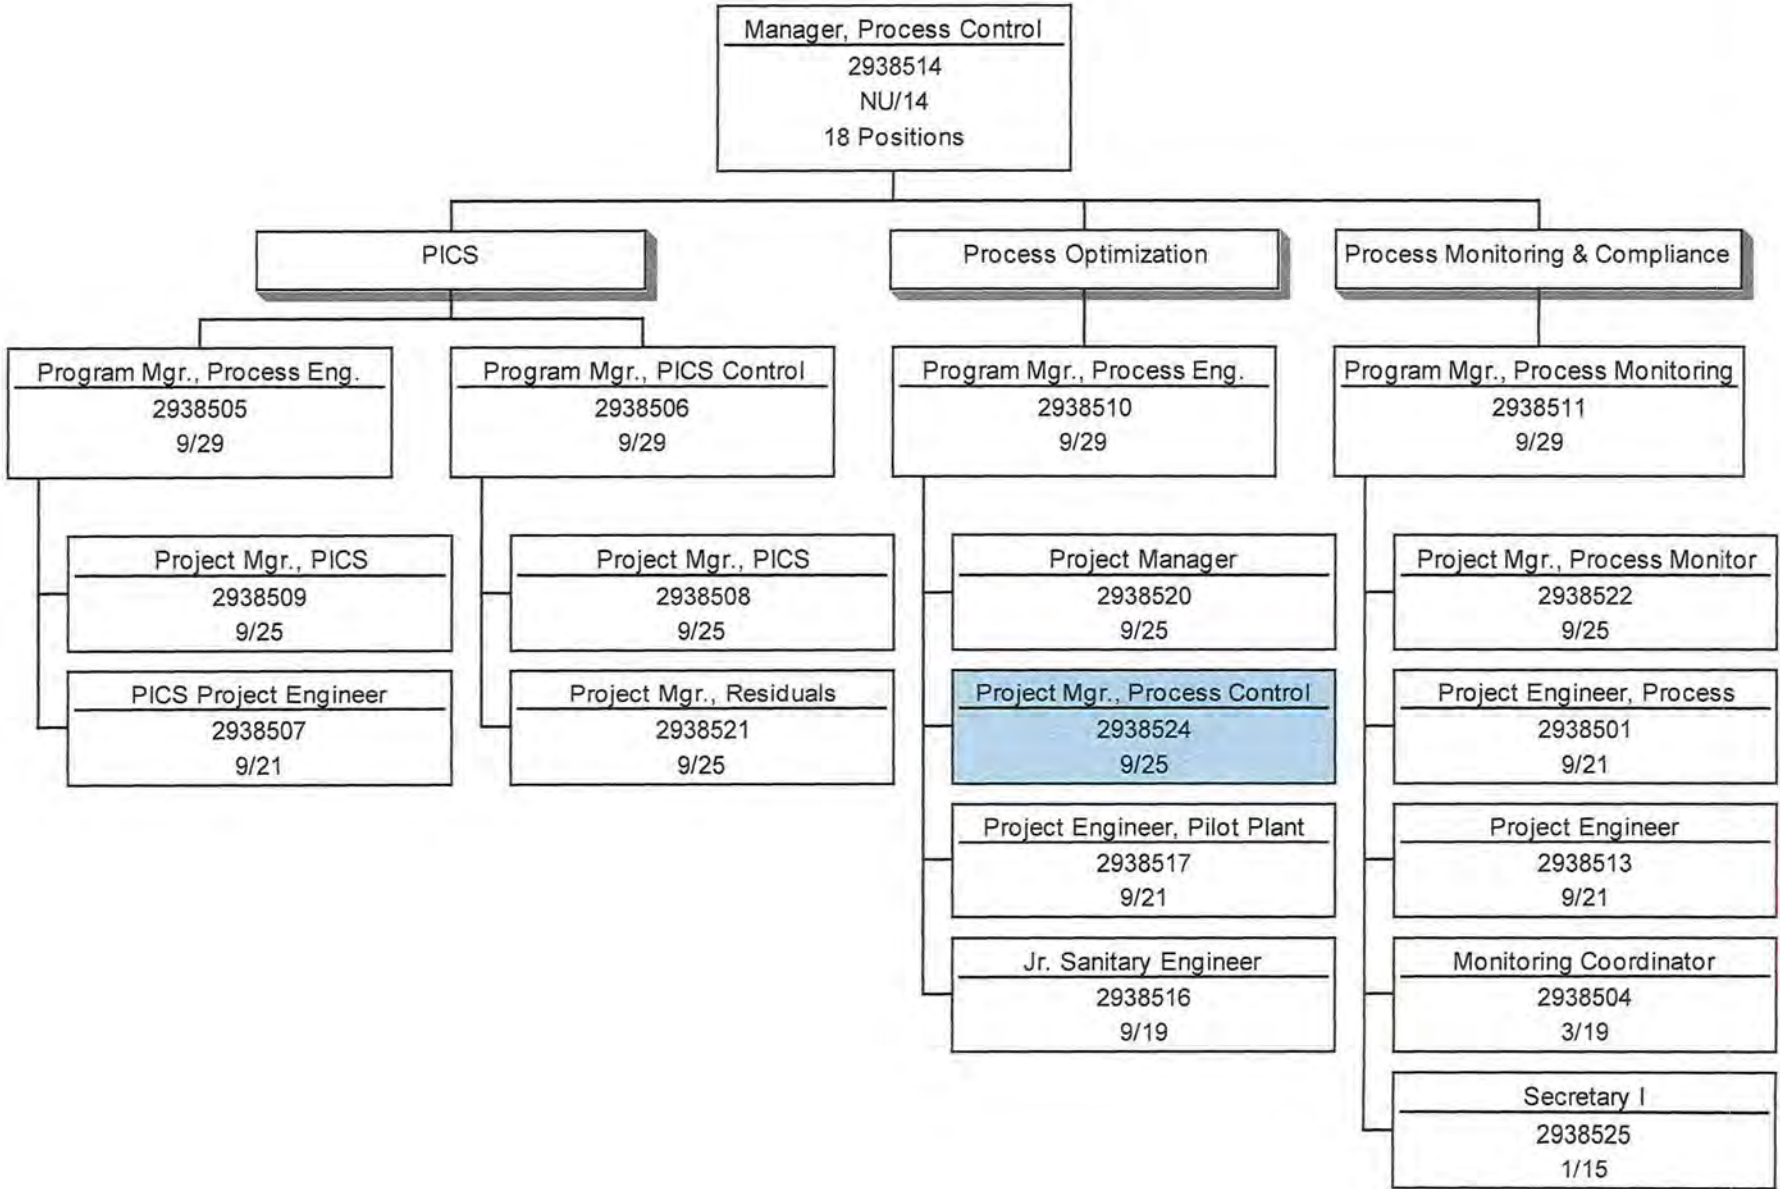 Manager, Process Control
2938514
NU/14
18 Positions
PICS
Process Optimization
Process Monitoring & Compliance
Program Mgr., Process Eng.
2938505
9/29
Program Mgr., PICS Control
2938506
9/29
Program Mgr., Process Eng.
2938510
9/29
Program Mgr., Process Monitoring
2938511
9/29
Project Mgr., PICS
2938509
9/25
PICS Project Engineer
2938507
9/21
Project Mgr., PICS
2938508
9/25
Project Mgr., Residuals
2938521
9/25
Project Manager
2938520
9/25
Project Mgr., Process Control
2938524
9/25
Project Engineer, Pilot Plant
2938517
9/21
Jr. Sanitary Engineer
2938516
9/19
Project Mgr., Process Monitor
2938522
9/25
Project Engineer, Process
2938501
9/21
Project Engineer
2938513
9/21
Monitoring Coordinator
2938504
3/19
Secretary I
2938525
1/15